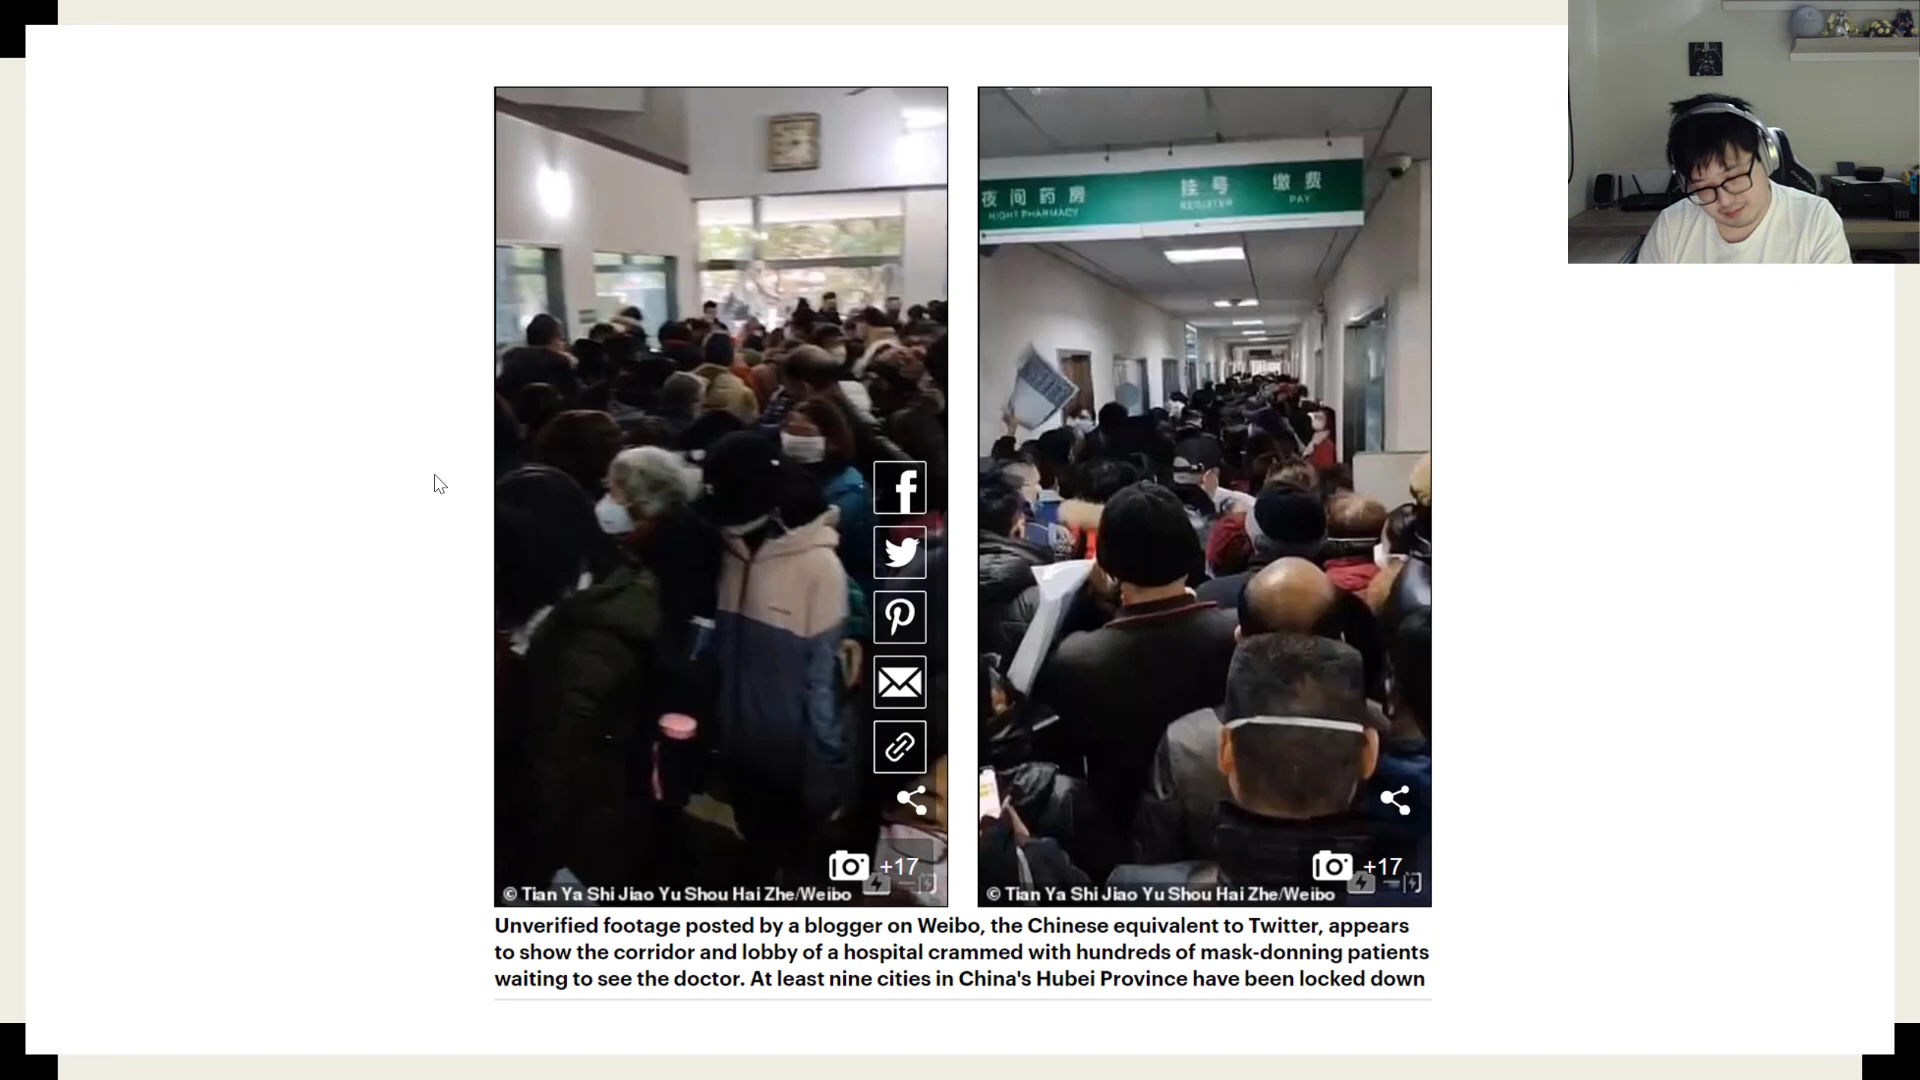 夜间药房 挂号 缴费
NIGHT PHARMACY REGISTER PAY
+17
+17
© Tian Ya Shi Jiao Yu Shou Hai Zhe/Weibo
© Tian Ya Shi Jiao Yu Shou Hai Zhe/Weibo
Unverified footage posted by a blogger on Weibo, the Chinese equivalent to Twitter, appears
to show the corridor and lobby of a hospital crammed with hundreds of mask-donning patients
waiting to see the doctor. At least nine cities in China's Hubei Province have been locked down